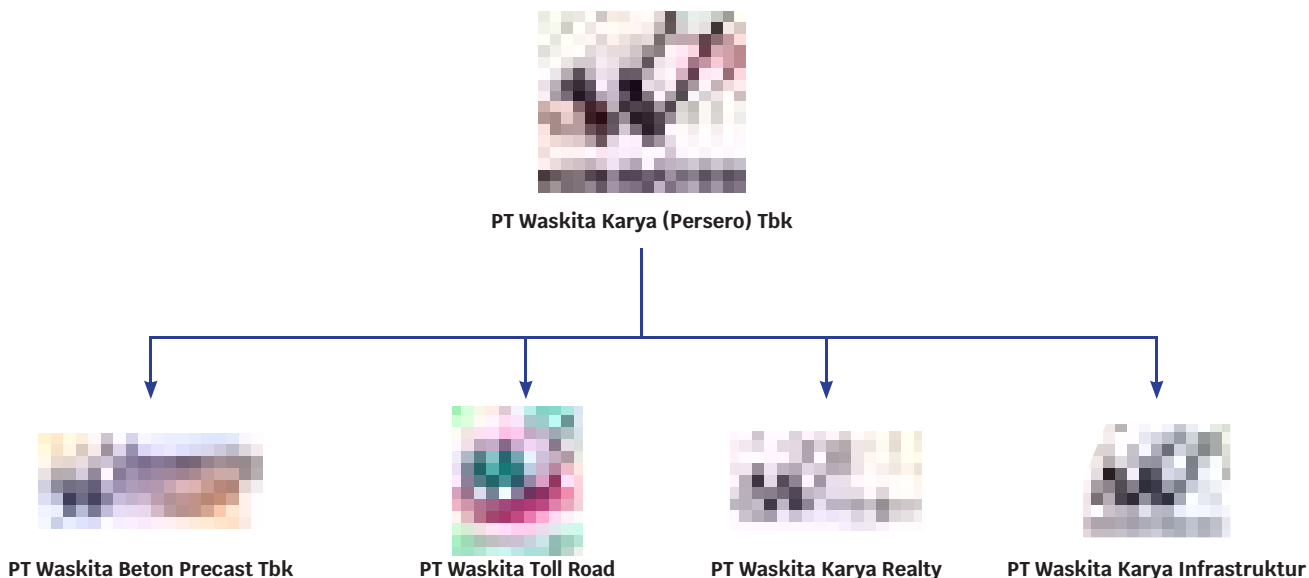 PT Waskita Karya (Persero) Tbk
PT Waskita Beton Precast Tbk
PT Waskita Toll Road
PT Waskita Karya Realty
PT Waskita Karya Infrastruktur